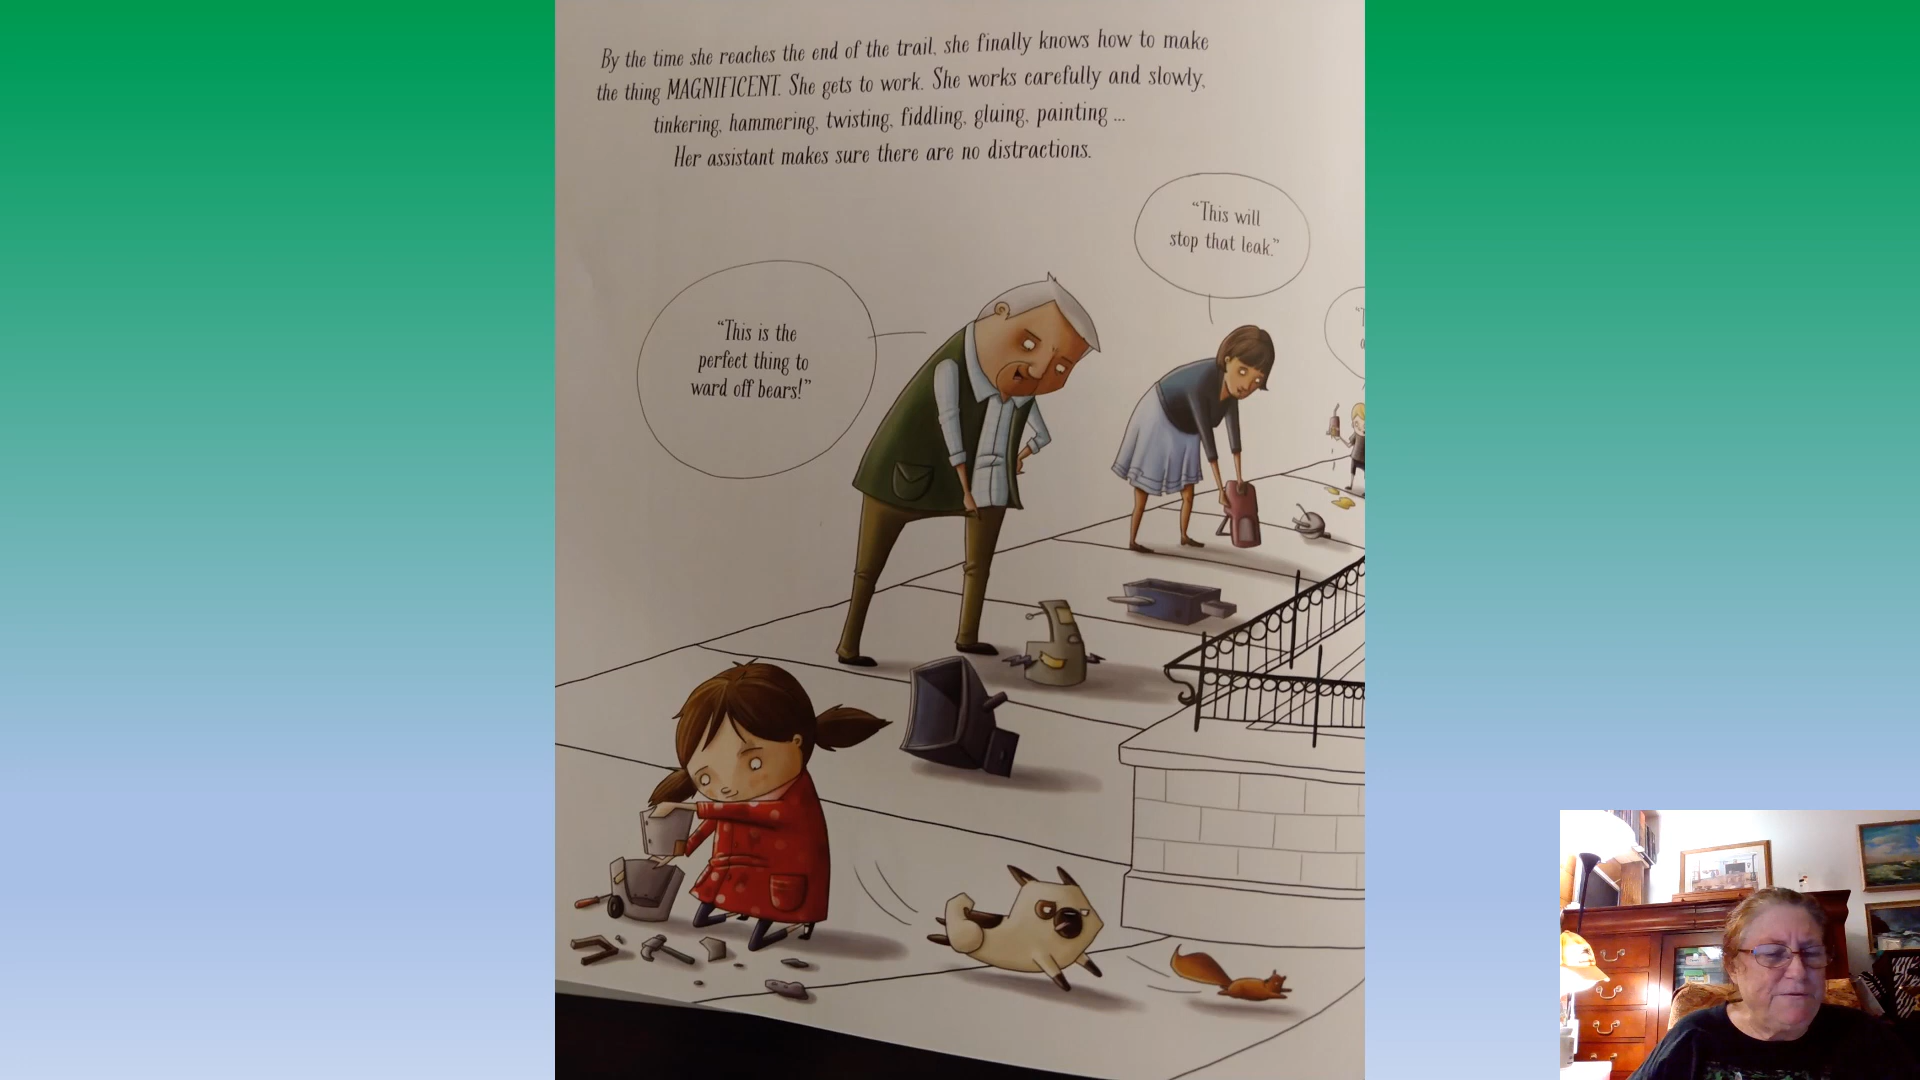 By the time she reaches the end of the trail, she finally knows how to make
the thing MAGNIFICENT. She gets to work. She works carefully and slowly,
tinkering, hammering, twisting, fiddling, gluing, painting ...
Her assistant makes sure there are no distractions.
“This will
stop that leak.”
“This is the
perfect thing to
ward off bears!”